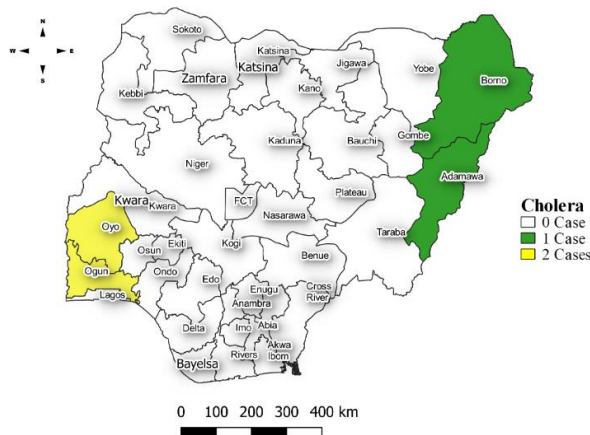 N
W E
S
Sokoto
Katsina
Katsina
Jigawa
Yobe
Zamfara
Borno
Kebbi
Kano
Gombe
Kaduna
Bauchi
Niger
Adamawa
Plateau
Kwara
Kwara
FCT
Nasarawa
Oyo
Taraba
Osun
Ekiti
Kogi
Benue
Ogun
Ondo
Edo
Lagos
Enugu
Cross
River
Anambra
Delta
Imo
Abia
Akwa
Ibom
Rivers
Bayelsa
Cholera
0 Case
1 Case
2 Cases
0 100 200 300 400 km